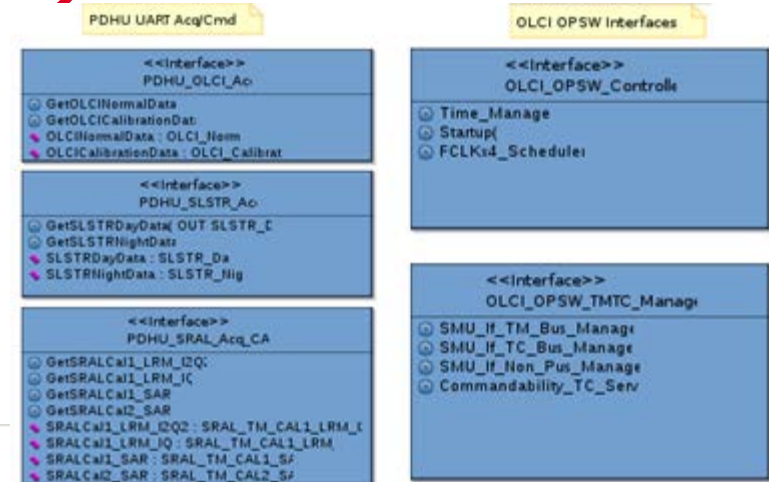 PDHU UART Acq/Cmd
<<Interface>>
PDHU_OLCI_Ac
GetOLCINormalData
GetOLCICalibrationDat
OLCINormalData : OLCI_Norm
OLCICalibrationData : OLCI_Calibrat
<<Interface>>
PDHU_SLSTR_Ac
GetSLSTRDayData( OUT SLSTR_D
GetSLSTRNightData
SLSTRDayData : SLSTR_Da
SLSTRNightData : SLSTR_Nig
<<Interface>>
PDHU_SRAL_Acq_CA
GetSRALCal1_LRM_I2Q2
GetSRALCal1_LRM_IQ
GetSRALCal1_SAR
GetSRALCal2_SAR
SRALCal1_LRM_I2Q2 : SRAL_TM_CAL1_LRM_I
SRALCal1_LRM_IQ : SRAL_TM_CAL1_LRM_
SRALCal1_SAR : SRAL_TM_CAL1_SA
SRALCal2_SAR : SRAL_TM_CAL2_SA
OLCI OPSW Interfaces
<<Interface>>
OLCI_OPSW_Controlle
Time_Manage
Startup(
FCLKs4_Scheduler
<<Interface>>
OLCI_OPSW_TMTC_Manage
SMU_If_TM_Bus_Manage
SMU_If_TC_Bus_Manage
SMU_If_Non_Pus_Manage
Commandability_TC_Serv